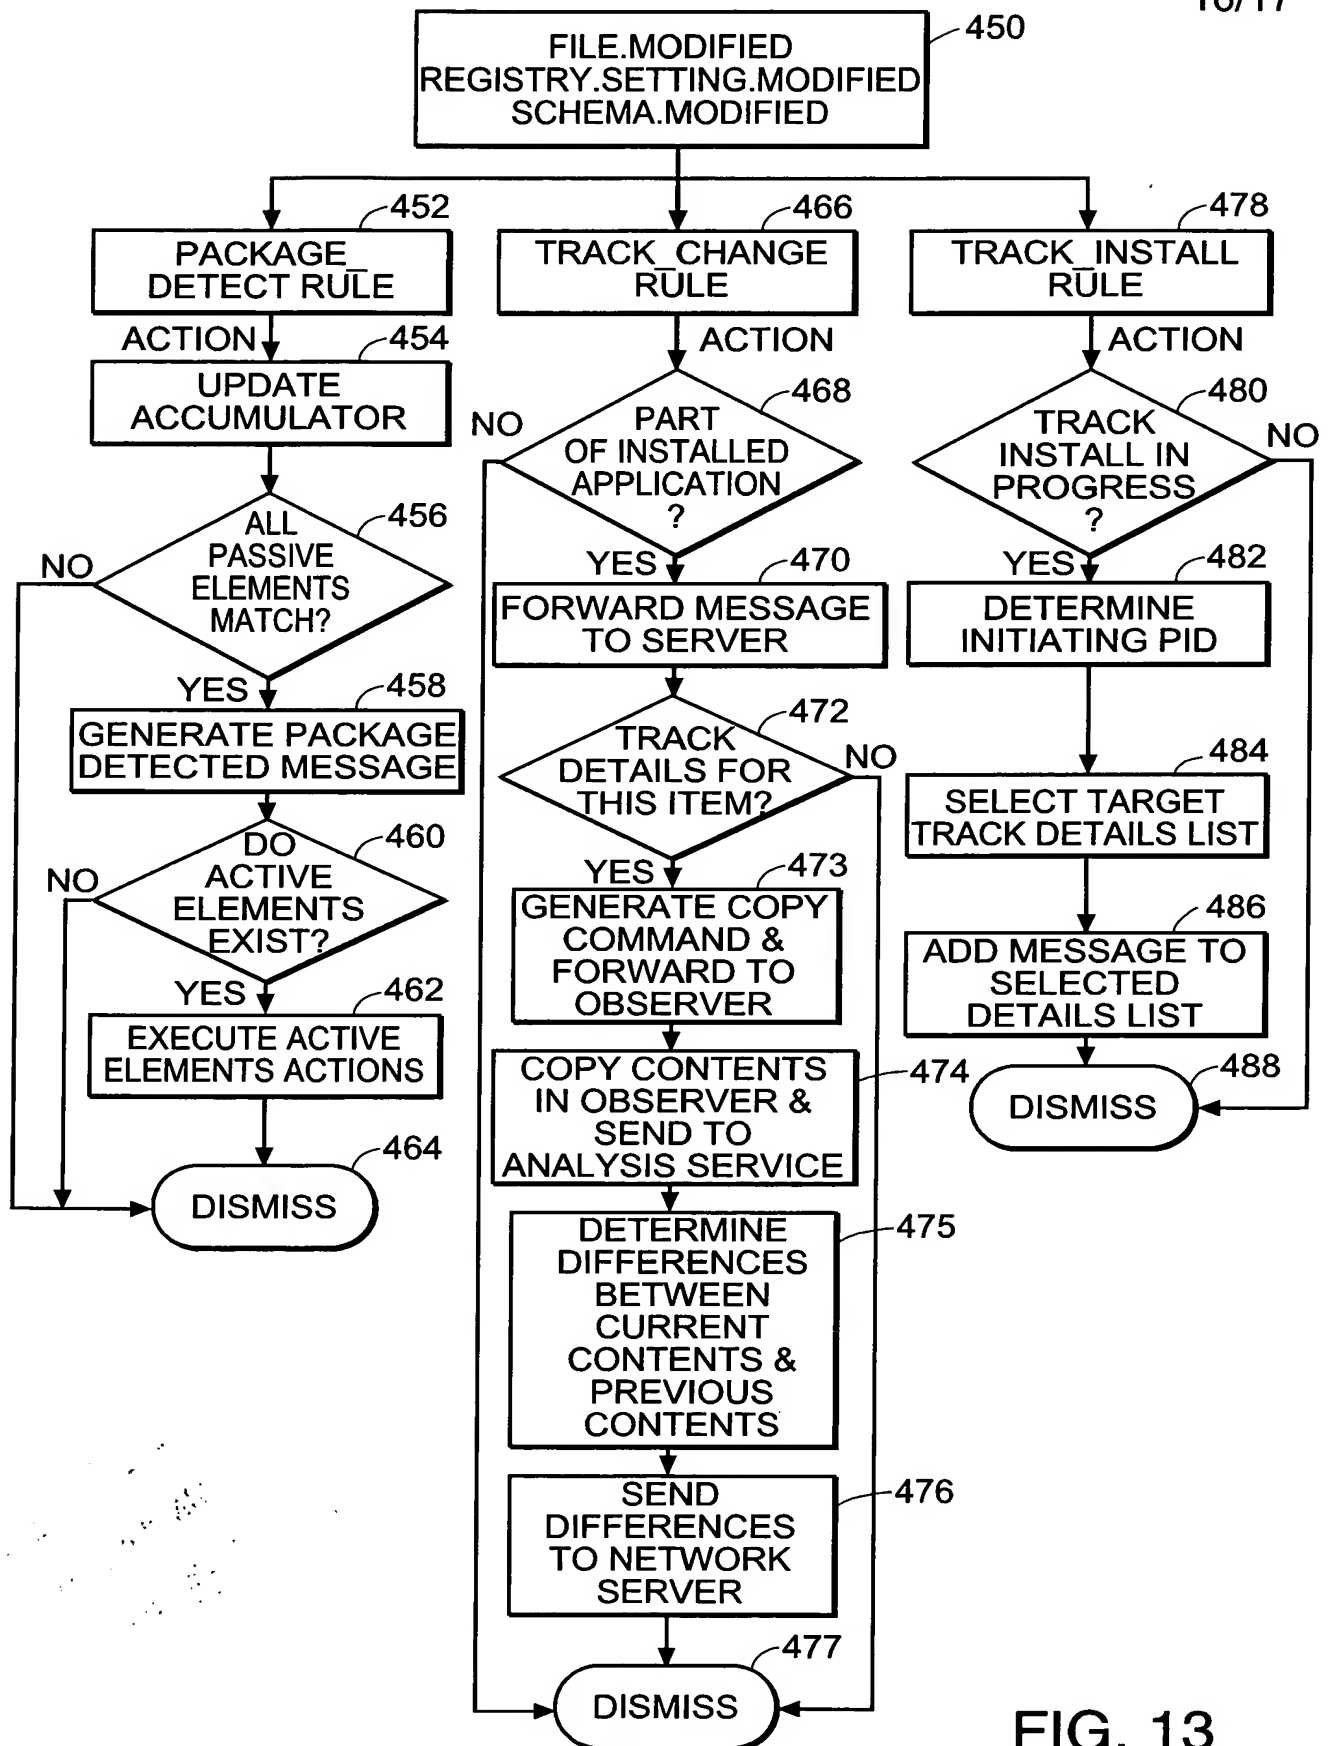 16/17
450
FILE.MODIFIED
REGISTRY.SETTING.MODIFIED
SCHEMA.MODIFIED
452
PACKAGE_
DETECT RULE
ACTION
454
UPDATE
ACCUMULATOR
456
ALL
PASSIVE
ELEMENTS
MATCH?
NO
YES
458
GENERATE PACKAGE
DETECTED MESSAGE
460
DO
ACTIVE
ELEMENTS
EXIST?
NO
YES
462
EXECUTE ACTIVE
ELEMENTS ACTIONS
464
DISMISS
466
TRACK_CHANGE
RULE
ACTION
468
PART
OF INSTALLED
APPLICATION
?
NO
YES
470
FORWARD MESSAGE
TO SERVER
472
TRACK
DETAILS FOR
THIS ITEM?
NO
YES
473
GENERATE COPY
COMMAND &
FORWARD TO
OBSERVER
474
COPY CONTENTS
IN OBSERVER &
SEND TO
ANALYSIS SERVICE
475
DETERMINE
DIFFERENCES
BETWEEN
CURRENT
CONTENTS &
PREVIOUS
CONTENTS
476
SEND
DIFFERENCES
TO NETWORK
SERVER
477
DISMISS
478
TRACK_INSTALL
RULE
ACTION
480
TRACK
INSTALL IN
PROGRESS
?
NO
YES
482
DETERMINE
INITIATING PID
484
SELECT TARGET
TRACK DETAILS LIST
486
ADD MESSAGE TO
SELECTED
DETAILS LIST
488
DISMISS
FIG. 13